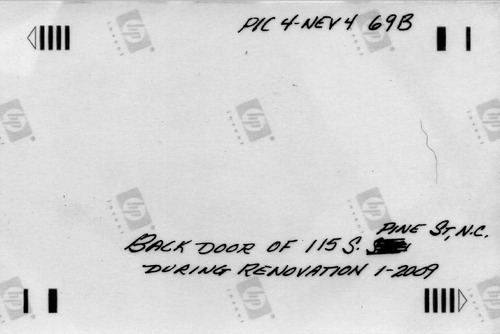 PIC 4-NEV 4 69B
PINE ST, N.C.
BACK DOOR OF 115 S.
DURING RENOVATION 1-2009